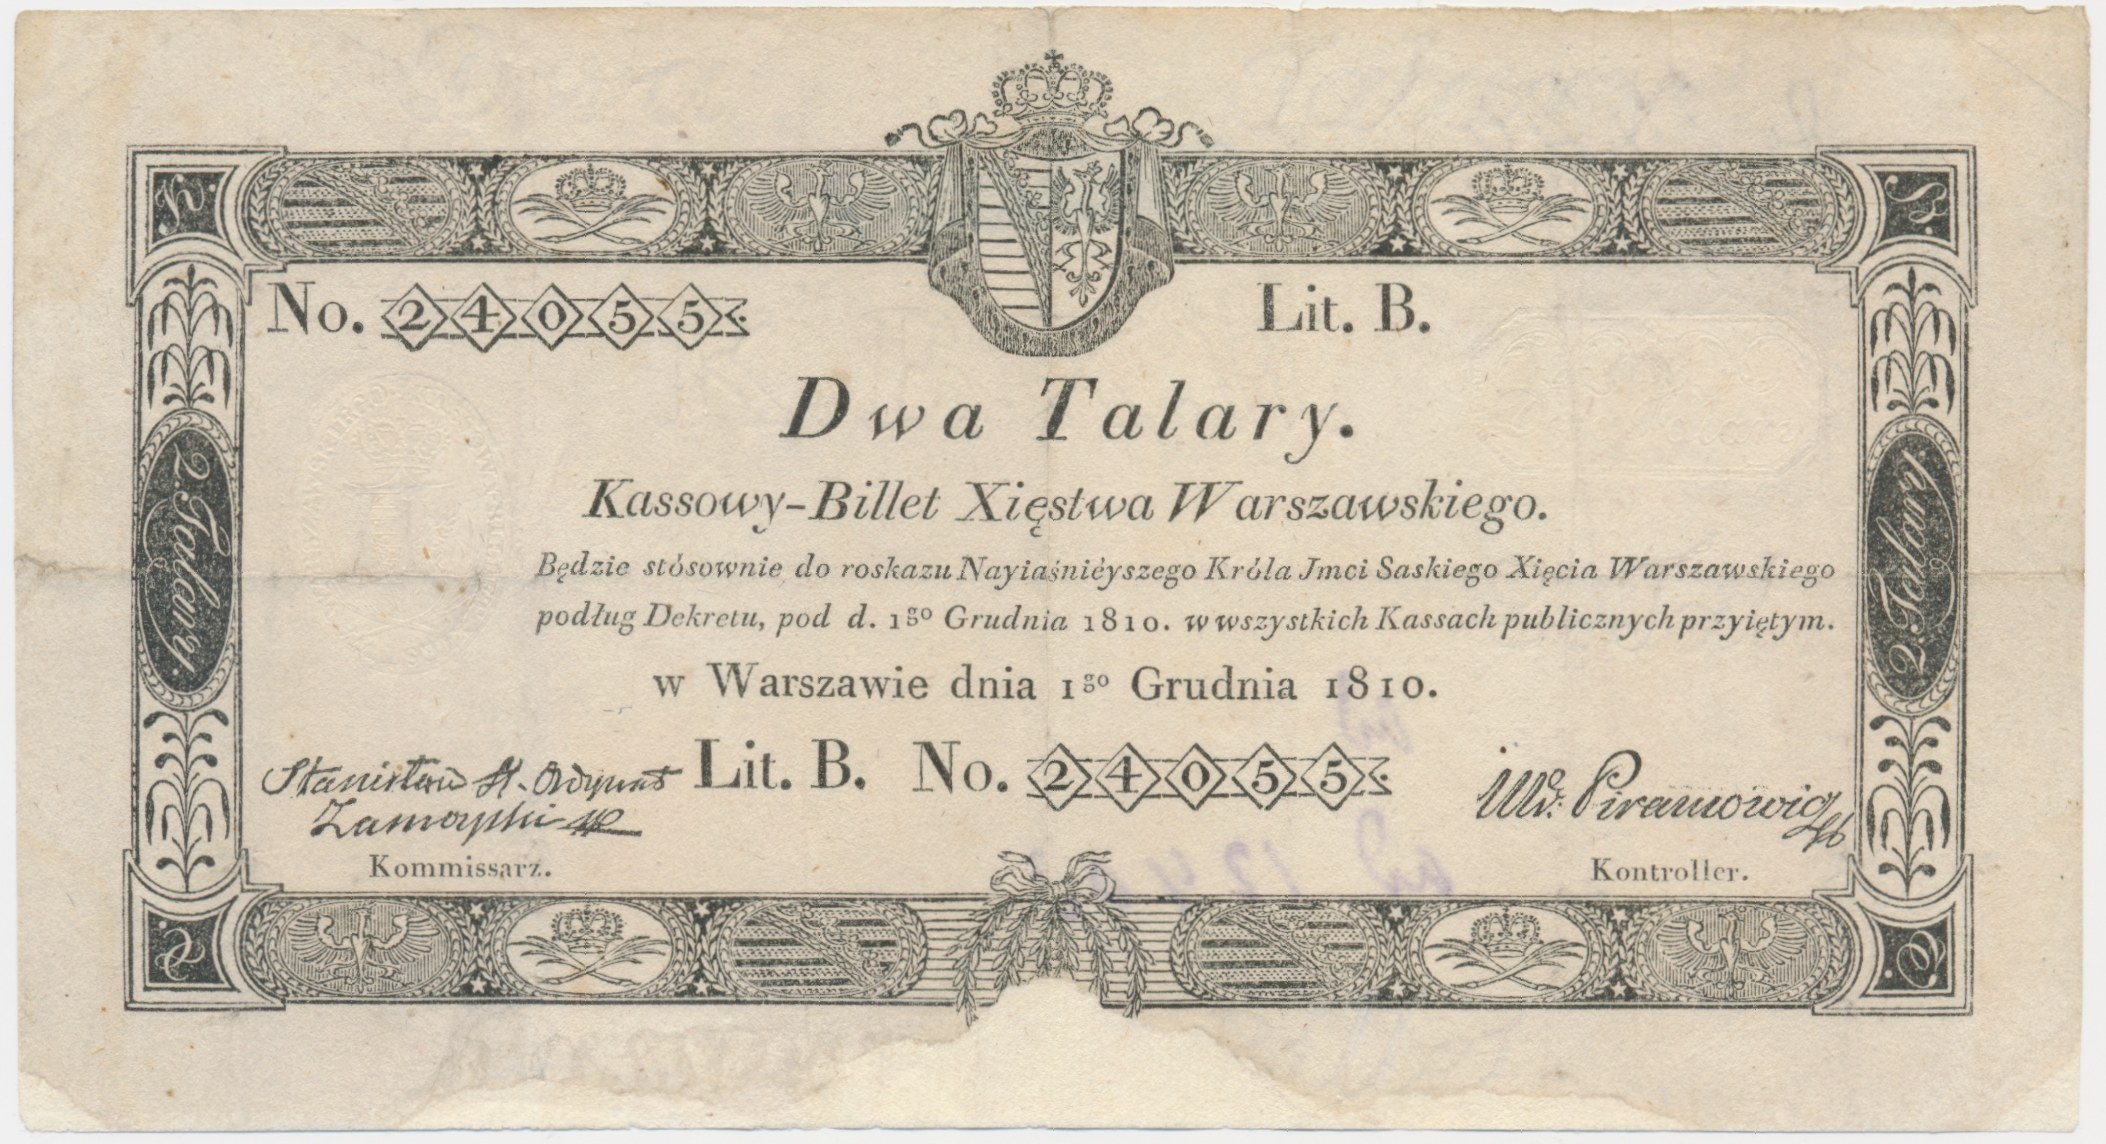 No. 24055.
Lit. B.
Dwa Talary.
Kassowy-Billet Xięstwa Warszawskiego.
Będzie stósownie do roskazu Nayiaśnieyszego Króla Jmci Saskiego Xięcia Warszawskiego
podług Dekretu, pod d. 1go Grudnia 1810. w wszystkich Kassach publicznych przyiętym.
w Warszawie dnia 1go Grudnia 1810.
2. Talary.
2. Talary.
Lit. B. No. 24055.
Stanisław H. Ordynat
Zamoyski
Kommissarz.
Piramowicz
Kontroller.